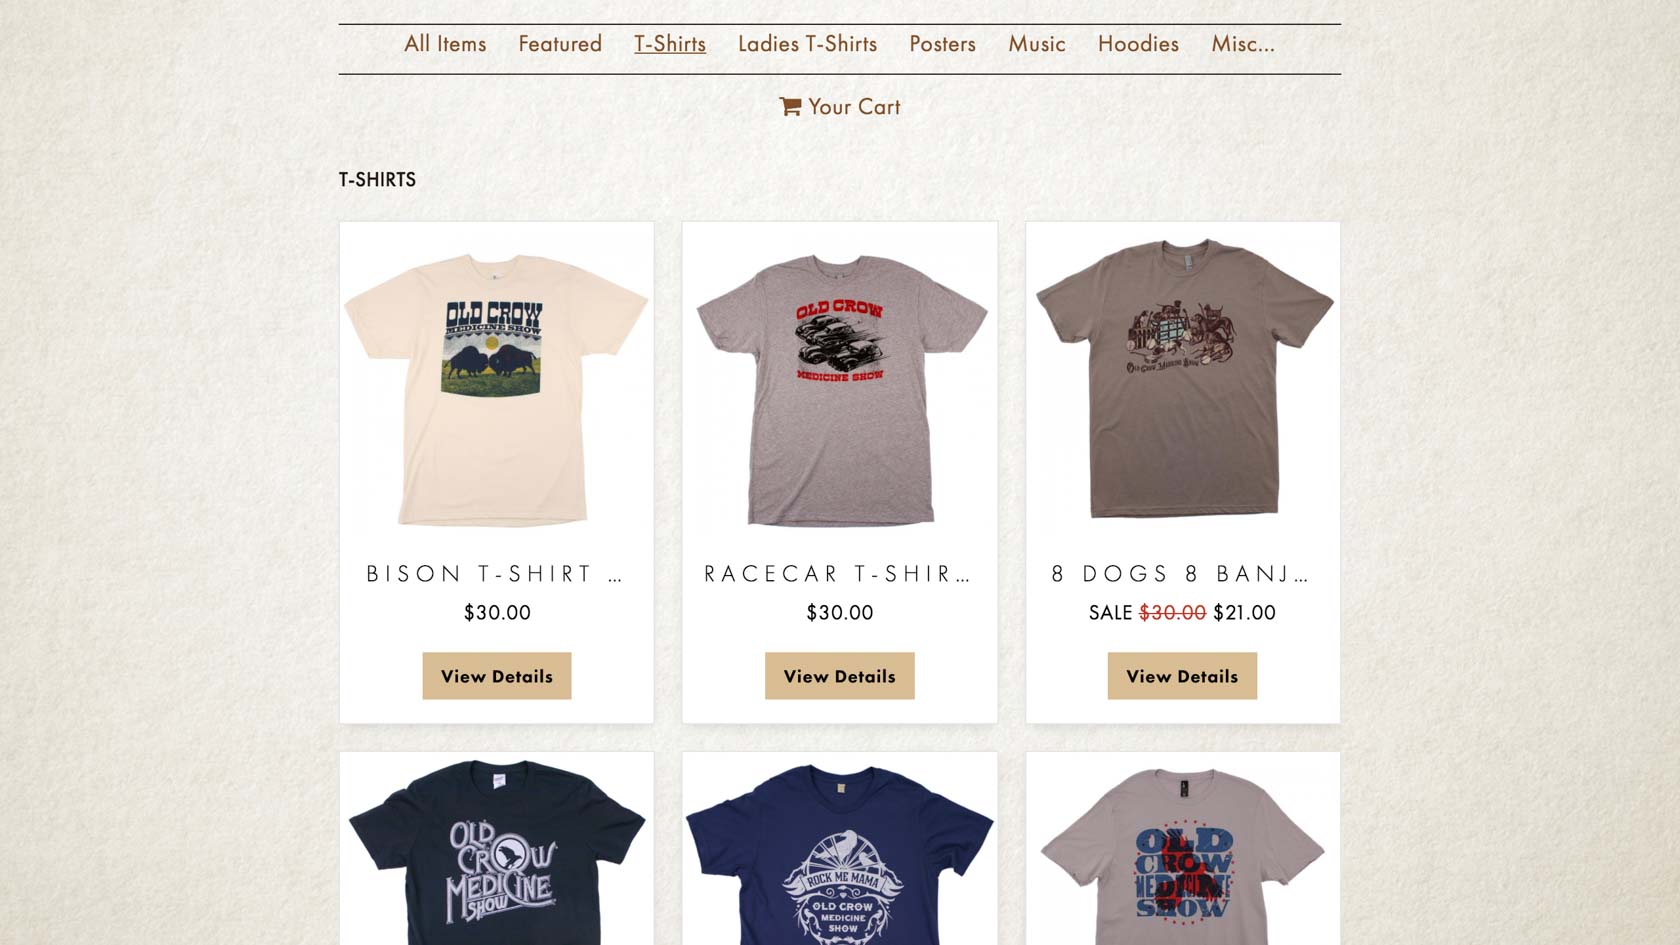 All Items Featured T-Shirts Ladies T-Shirts Posters Music Hoodies Misc...
Your Cart
T-SHIRTS
OLD CROW
MEDICINE SHOW
OLD CROW
MEDICINE SHOW
OLD CROW MEDICINE SHOW
BISON T-SHIRT ...
RACECAR T-SHIR...
8 DOGS 8 BANJ...
$30.00
$30.00
SALE $30.00 $21.00
View Details
View Details
View Details
OLD
CROW
MEDICINE
SHOW
ROCK ME MAMA
OLD CROW
MEDICINE
SHOW
OLD
CROW
MEDICINE
SHOW